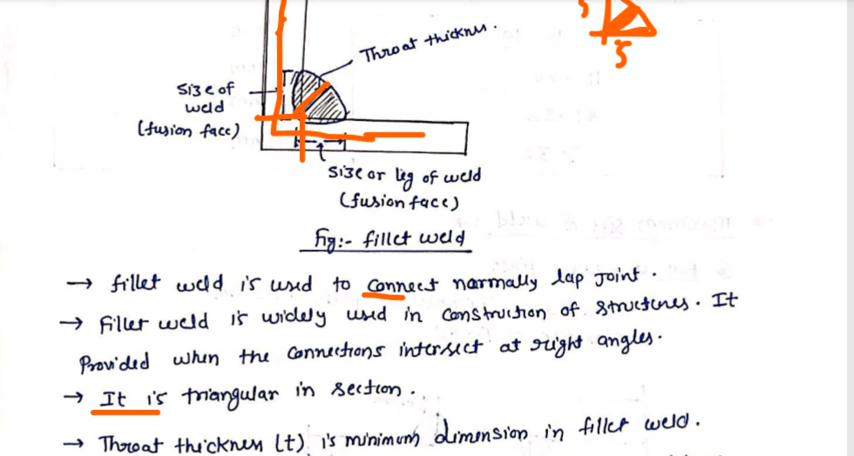 5
Throat thicknes.
Size of
weld
(fusion face)
Size or leg of weld
(fusion face)
Fig:- fillet weld
→ fillet weld is used to connect normally lap joint.
→ Fillet weld is widely used in construction of structures. It
Provided when the connections intersect at right angles.
→ It is triangular in section.
→ Throat thickness (t) is minimum dimension in fillet weld.